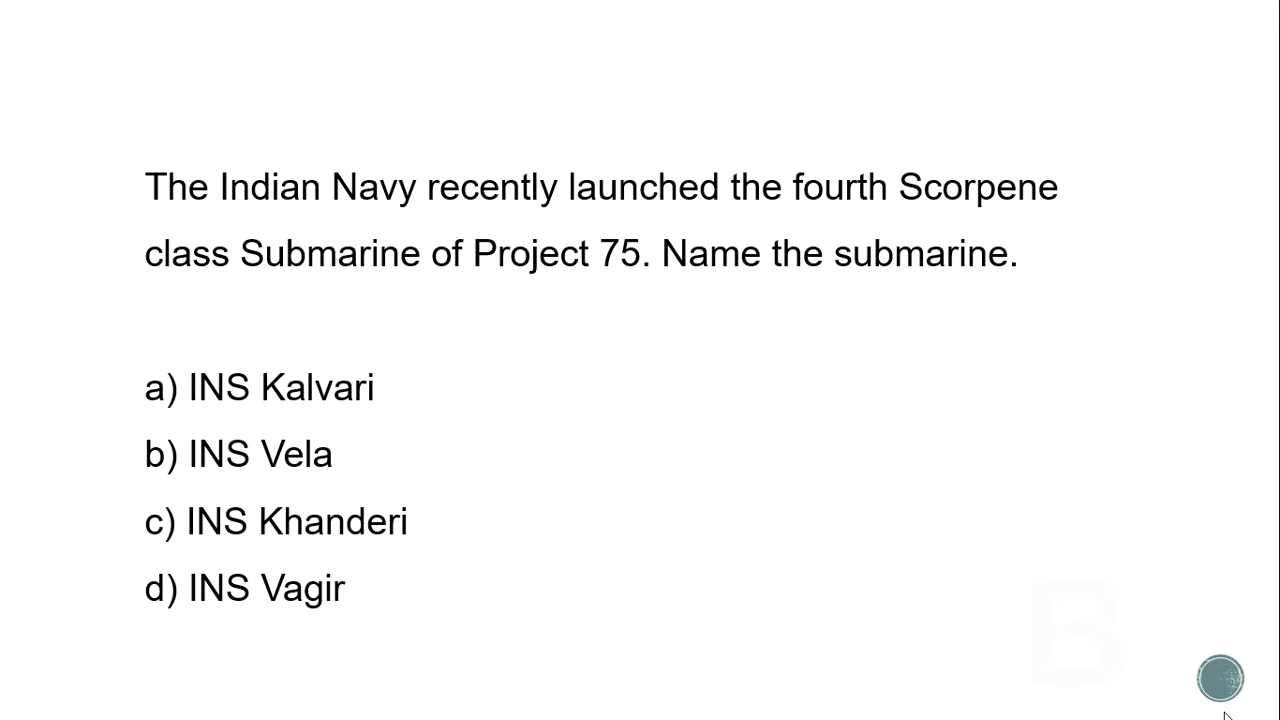 The Indian Navy recently launched the fourth Scorpene
class Submarine of Project 75. Name the submarine.
a) INS Kalvari
b) INS Vela
c) INS Khanderi
d) INS Vagir
B